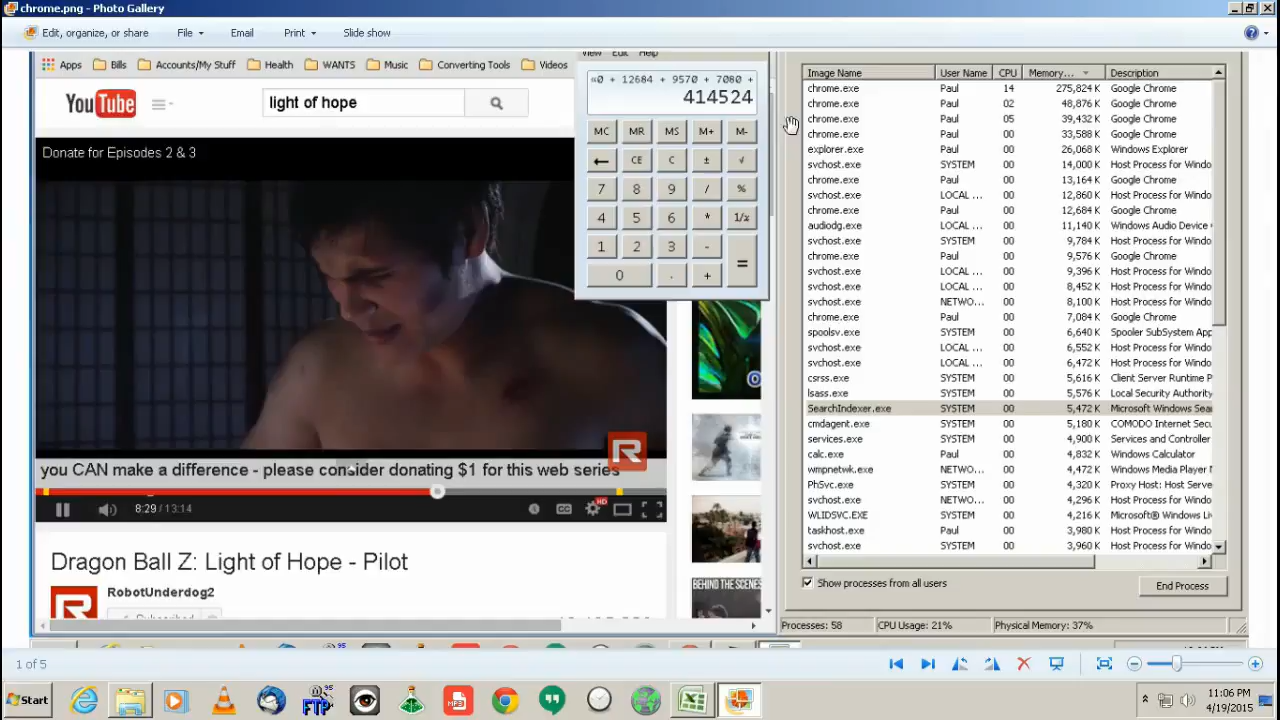 chrome.png - Photo Gallery
Edit, organize, or share File Email Print Slide show
Apps Bills Accounts/My Stuff Health WANTS Music Converting Tools Videos
View Edit Help
YouTube
light of hope
Donate for Episodes 2 & 3
+ 12684 + 9570 + 7080 +
414524
MC MR MS M+ M-
← CE C ± √
7 8 9 / %
4 5 6 * 1/x
1 2 3 - =
0 . +
you CAN make a difference - please consider donating $1 for this web series
8:29 / 13:14
CC HD
BEHIND THE SCENES
Dragon Ball Z: Light of Hope - Pilot
RobotUnderdog2
Subscribed
Image Name User Name CPU Memory... Description
chrome.exe Paul 14 275,824 K Google Chrome
chrome.exe Paul 02 48,876 K Google Chrome
chrome.exe Paul 05 39,432 K Google Chrome
chrome.exe Paul 00 33,588 K Google Chrome
explorer.exe Paul 00 26,068 K Windows Explorer
svchost.exe SYSTEM 00 14,000 K Host Process for Windo
chrome.exe Paul 00 13,164 K Google Chrome
svchost.exe LOCAL ... 00 12,860 K Host Process for Windo
chrome.exe Paul 00 12,684 K Google Chrome
audiodg.exe LOCAL ... 00 11,140 K Windows Audio Device
svchost.exe SYSTEM 00 9,784 K Host Process for Windo
chrome.exe Paul 00 9,576 K Google Chrome
svchost.exe LOCAL ... 00 9,396 K Host Process for Windo
svchost.exe LOCAL ... 00 8,452 K Host Process for Windo
svchost.exe NETWO... 00 8,100 K Host Process for Windo
chrome.exe Paul 00 7,084 K Google Chrome
spoolsv.exe SYSTEM 00 6,640 K Spooler SubSystem App
svchost.exe LOCAL ... 00 6,552 K Host Process for Windo
svchost.exe LOCAL ... 00 6,472 K Host Process for Windo
csrss.exe SYSTEM 00 5,616 K Client Server Runtime P
lsass.exe SYSTEM 00 5,576 K Local Security Authority
SearchIndexer.exe SYSTEM 00 5,472 K Microsoft Windows Sea
cmdagent.exe SYSTEM 00 5,180 K COMODO Internet Secu
services.exe SYSTEM 00 4,900 K Services and Controller
calc.exe Paul 00 4,832 K Windows Calculator
wmpnetwk.exe NETWO... 00 4,472 K Windows Media Player N
PhSvc.exe SYSTEM 00 4,320 K Proxy Host: Host Serve
svchost.exe NETWO... 00 4,296 K Host Process for Windo
WLIDSVC.EXE SYSTEM 00 4,216 K Microsoft® Windows Liv
taskhost.exe Paul 00 3,980 K Host Process for Windo
svchost.exe SYSTEM 00 3,960 K Host Process for Windo
Show processes from all users
End Process
Processes: 58 CPU Usage: 21% Physical Memory: 37%
1 of 5
Start
FTP
MP3
11:06 PM
4/19/2015